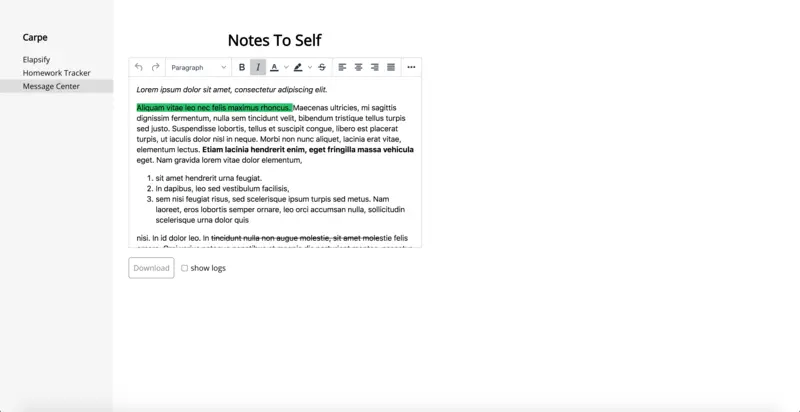 Carpe
Elapsify
Homework Tracker
Message Center
Notes To Self
Paragraph
B I A S
Lorem ipsum dolor sit amet, consectetur adipiscing elit.
Aliquam vitae leo nec felis maximus rhoncus. Maecenas ultricies, mi sagittis
dignissim fermentum, nulla sem tincidunt velit, bibendum tristique tellus turpis
sed justo. Suspendisse lobortis, tellus et suscipit congue, libero est placerat
turpis, ut iaculis dolor nisl in neque. Morbi non nunc aliquet, lacinia erat vitae,
elementum lectus. Etiam lacinia hendrerit enim, eget fringilla massa vehicula
eget. Nam gravida lorem vitae dolor elementum,
1. sit amet hendrerit urna feugiat.
2. In dapibus, leo sed vestibulum facilisis,
3. sem nisi feugiat risus, sed scelerisque ipsum turpis sed metus. Nam
laoreet, eros lobortis semper ornare, leo orci accumsan nulla, sollicitudin
scelerisque urna dolor quis
nisi. In id dolor leo. In tincidunt nulla non augue molestie, sit amet molestie felis
Download
show logs